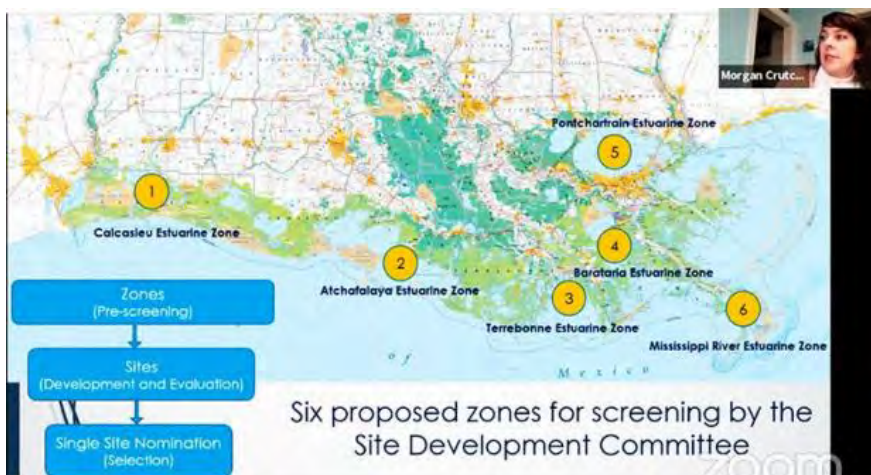 Morgan Crutc...
Pontchartrain Estuarine Zone
5
1
Calcasieu Estuarine Zone
2
Atchafalaya Estuarine Zone
4
Barataria Estuarine Zone
3
Terrebonne Estuarine Zone
6
Mississippi River Estuarine Zone
of
Mexico
Zones
(Pre-screening)
Sites
(Development and Evaluation)
Single Site Nomination
(Selection)
Six proposed zones for screening by the
Site Development Committee
zoom